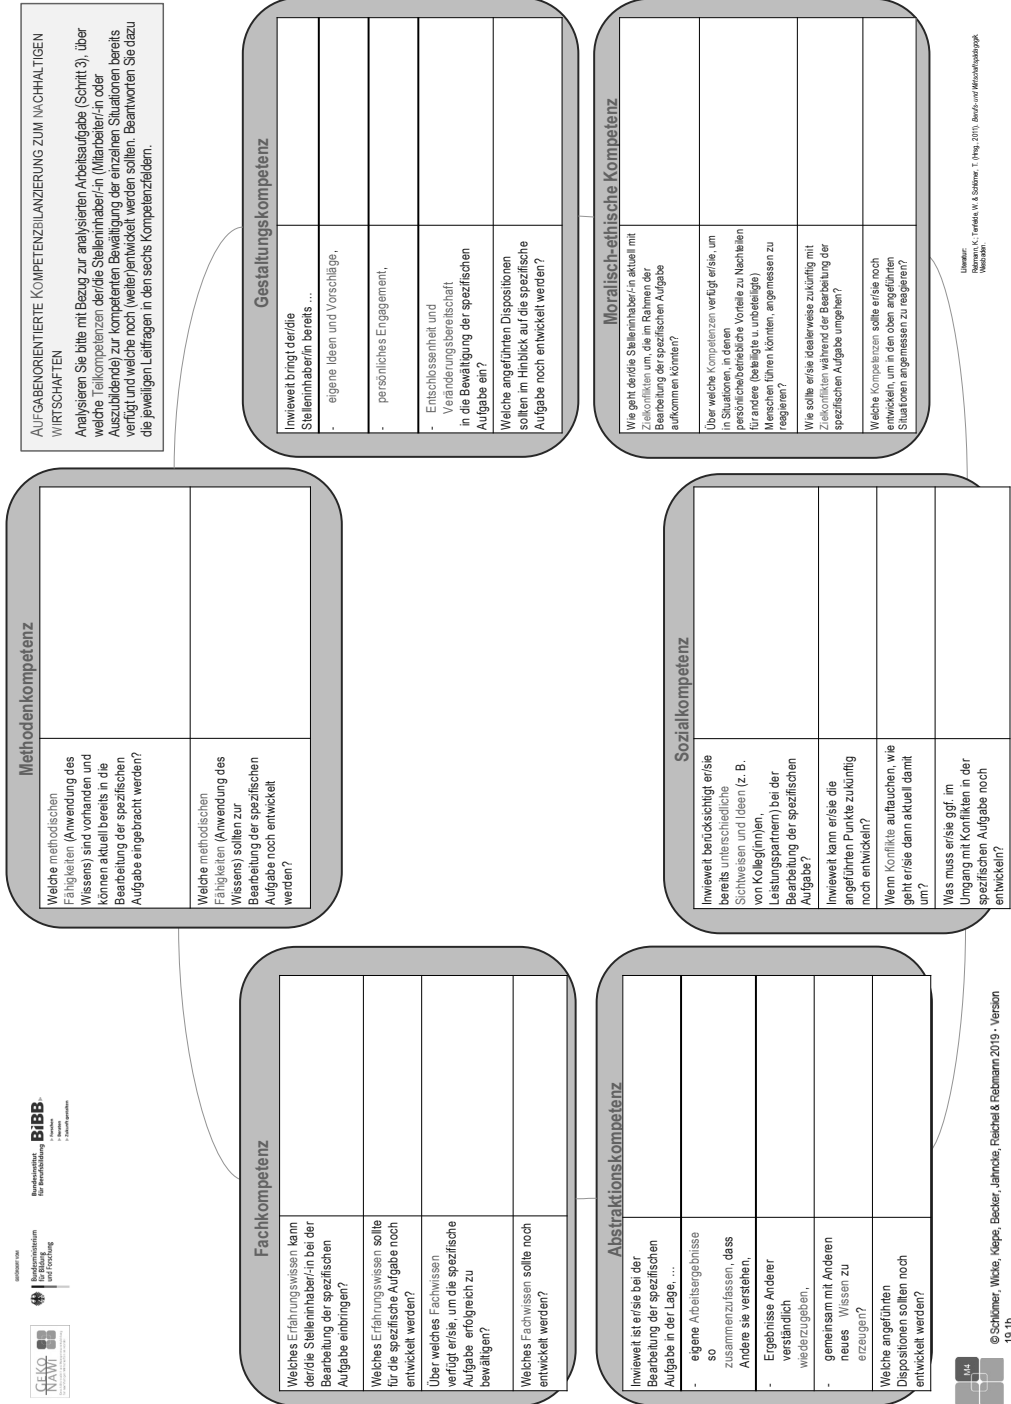 GEKO
NAWI
GEFÖRDERT VOM
Bundesministerium
für Bildung
und Forschung
Bundesinstitut
für Berufsbildung
BiBB
Forschen
Beraten
Zukunft gestalten
AUFGABENORIENTIERTE KOMPETENZBILANZIERUNG ZUM NACHHALTIGEN
WIRTSCHAFTEN
Analysieren Sie bitte mit Bezug zur analysierten Arbeitsaufgabe (Schritt 3), über
welche Teilkompetenzen der/die Stelleninhaber/-in (Mitarbeiter/-in oder
Auszubildende) zur kompetenten Bewältigung der einzelnen Situationen bereits
verfügt und welche noch (weiter)entwickelt werden sollten. Beantworten Sie dazu
die jeweiligen Leitfragen in den sechs Kompetenzfeldern.
Methodenkompetenz
Welche methodischen
Fähigkeiten (Anwendung des
Wissens) sind vorhanden und
können aktuell bereits in die
Bearbeitung der spezifischen
Aufgabe eingebracht werden?
Welche methodischen
Fähigkeiten (Anwendung des
Wissens) sollten zur
Bearbeitung der spezifischen
Aufgabe noch entwickelt
werden?
Fachkompetenz
Welches Erfahrungswissen kann
der/die Stelleninhaber/-in bei der
Bearbeitung der spezifischen
Aufgabe einbringen?
Welches Erfahrungswissen sollte
für die spezifische Aufgabe noch
entwickelt werden?
Über welches Fachwissen
verfügt er/sie, um die spezifische
Aufgabe erfolgreich zu
bewältigen?
Welches Fachwissen sollte noch
entwickelt werden?
Gestaltungskompetenz
Inwieweit bringt der/die
Stelleninhaber/in bereits ...
- eigene Ideen und Vorschläge,
- persönliches Engagement,
- Entschlossenheit und
Veränderungsbereitschaft
in die Bewältigung der spezifischen
Aufgabe ein?
Welche angeführten Dispositionen
sollten im Hinblick auf die spezifische
Aufgabe noch entwickelt werden?
Abstraktionskompetenz
Inwieweit ist er/sie bei der
Bearbeitung der spezifischen
Aufgabe in der Lage, ...
- eigene Arbeitsergebnisse
so
zusammenzufassen, dass
Andere sie verstehen,
- Ergebnisse Anderer
verständlich
wiederzugeben,
- gemeinsam mit Anderen
neues Wissen zu
erzeugen?
Welche angeführten
Dispositionen sollten noch
entwickelt werden?
Sozialkompetenz
Inwieweit berücksichtigt er/sie
bereits unterschiedliche
Sichtweisen und Ideen (z. B.
von Kolleg(inn)en,
Leistungspartnern) bei der
Bearbeitung der spezifischen
Aufgabe?
Inwieweit kann er/sie die
angeführten Punkte zukünftig
noch entwickeln?
Wenn Konflikte auftauchen, wie
geht er/sie dann aktuell damit
um?
Was muss er/sie ggf. im
Umgang mit Konflikten in der
spezifischen Aufgabe noch
entwickeln?
Moralisch-ethische Kompetenz
Wie geht der/die Stelleninhaber/-in aktuell mit
Zielkonflikten um, die im Rahmen der
Bearbeitung der spezifischen Aufgabe
aufkommen könnten?
Über welche Kompetenzen verfügt er/sie, um
in Situationen, in denen
persönliche/betriebliche Vorteile zu Nachteilen
für andere (beteiligte u. unbeteiligte)
Menschen führen könnten, angemessen zu
reagieren?
Wie sollte er/sie idealerweise zukünftig mit
Zielkonflikten während der Bearbeitung der
spezifischen Aufgabe umgehen?
Welche Kompetenzen sollte er/sie noch
entwickeln, um in den oben angeführten
Situationen angemessen zu reagieren?
M4
© Schlömer, Wicke, Kiepe, Becker, Jahncke, Reichel & Rebmann 2019 - Version
19.1b
Literatur:
Rebmann, K.; Tenfelde, W. & Schlömer, T. (Hrsg., 2011). Berufs- und Wirtschaftspädagogik.
Wiesbaden.